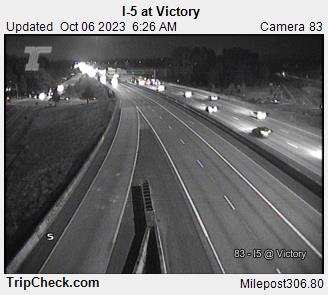 I-5 at Victory
Updated Oct 06 2023 6:26 AM Camera 83
T
S
83 - I5 @ Victory
TripCheck.com Milepost306.80